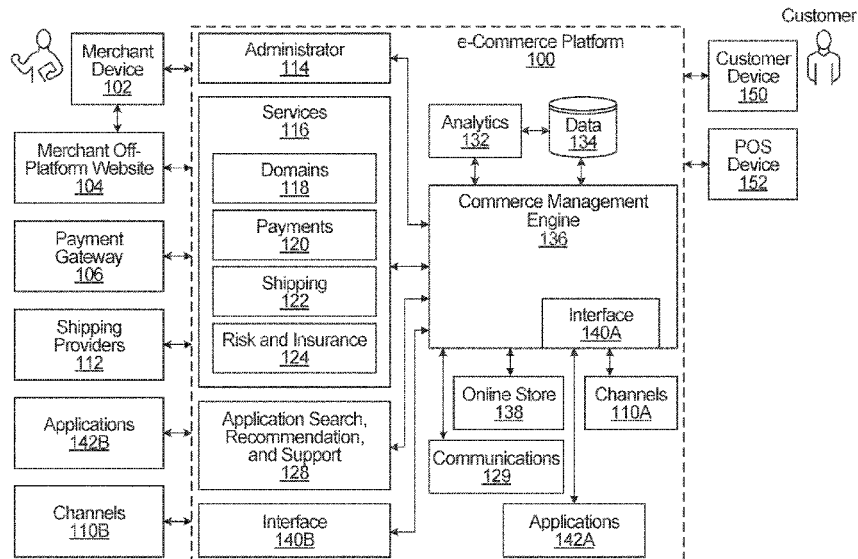 Customer
Merchant
Device
102
Merchant Off-
Platform Website
104
Payment
Gateway
106
Shipping
Providers
112
Applications
142B
Channels
110B
Administrator
114
Services
116
Domains
118
Payments
120
Shipping
122
Risk and Insurance
124
Application Search,
Recommendation,
and Support
128
Interface
140B
e-Commerce Platform
100
Analytics
132
Data
134
Commerce Management
Engine
136
Interface
140A
Online Store
138
Channels
110A
Communications
129
Applications
142A
Customer
Device
150
POS
Device
152